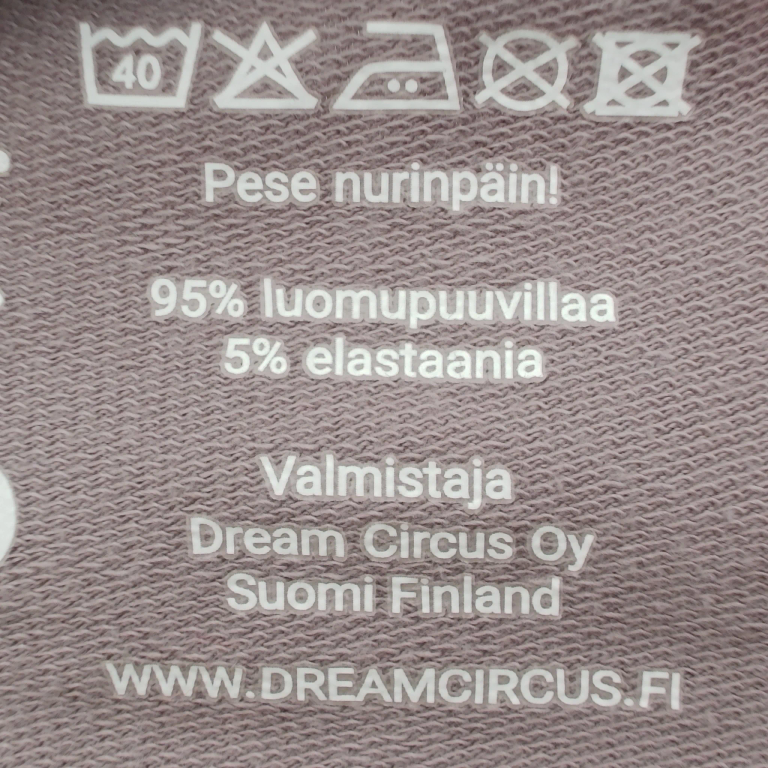 40
Pese nurinpäin!
95% luomupuuvillaa
5% elastaania
Valmistaja
Dream Circus Oy
Suomi Finland
WWW.DREAMCIRCUS.FI